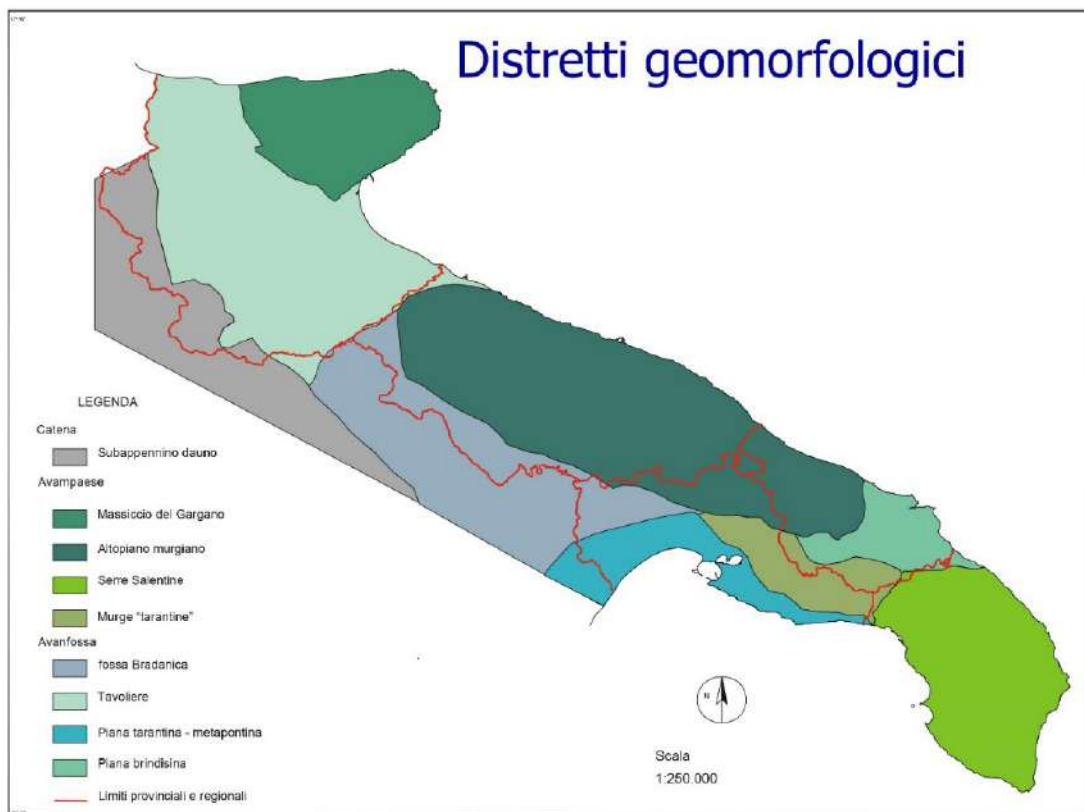 Distretti geomorfologici
LEGENDA
Catena
Subappennino dauno
Avampaese
Massiccio del Gargano
Altopiano murgiano
Serre Salentine
Murge "tarantine"
Avanfossa
fossa Bradanica
Tavoliere
Piana tarantina - metapontina
Piana brindisina
Limiti provinciali e regionali
N
Scala
1:250.000